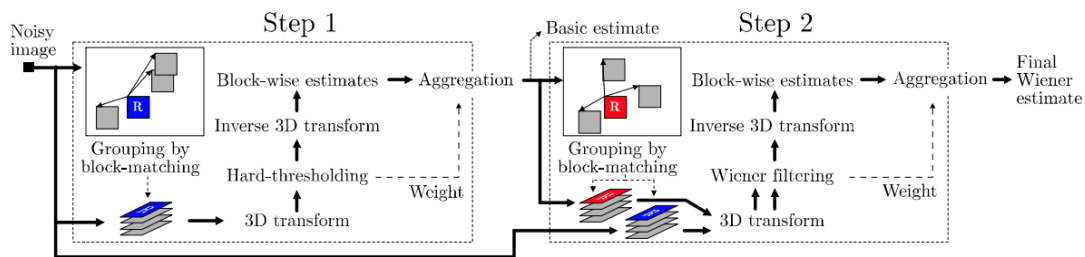 Step 1
Step 2
Noisy
image
R
Block-wise estimates
Aggregation
Inverse 3D transform
Grouping by
block-matching
Hard-thresholding
Weight
3D transform
Basic estimate
R
Block-wise estimates
Aggregation
Final
Wiener
estimate
Inverse 3D transform
Grouping by
block-matching
Wiener filtering
Weight
3D transform